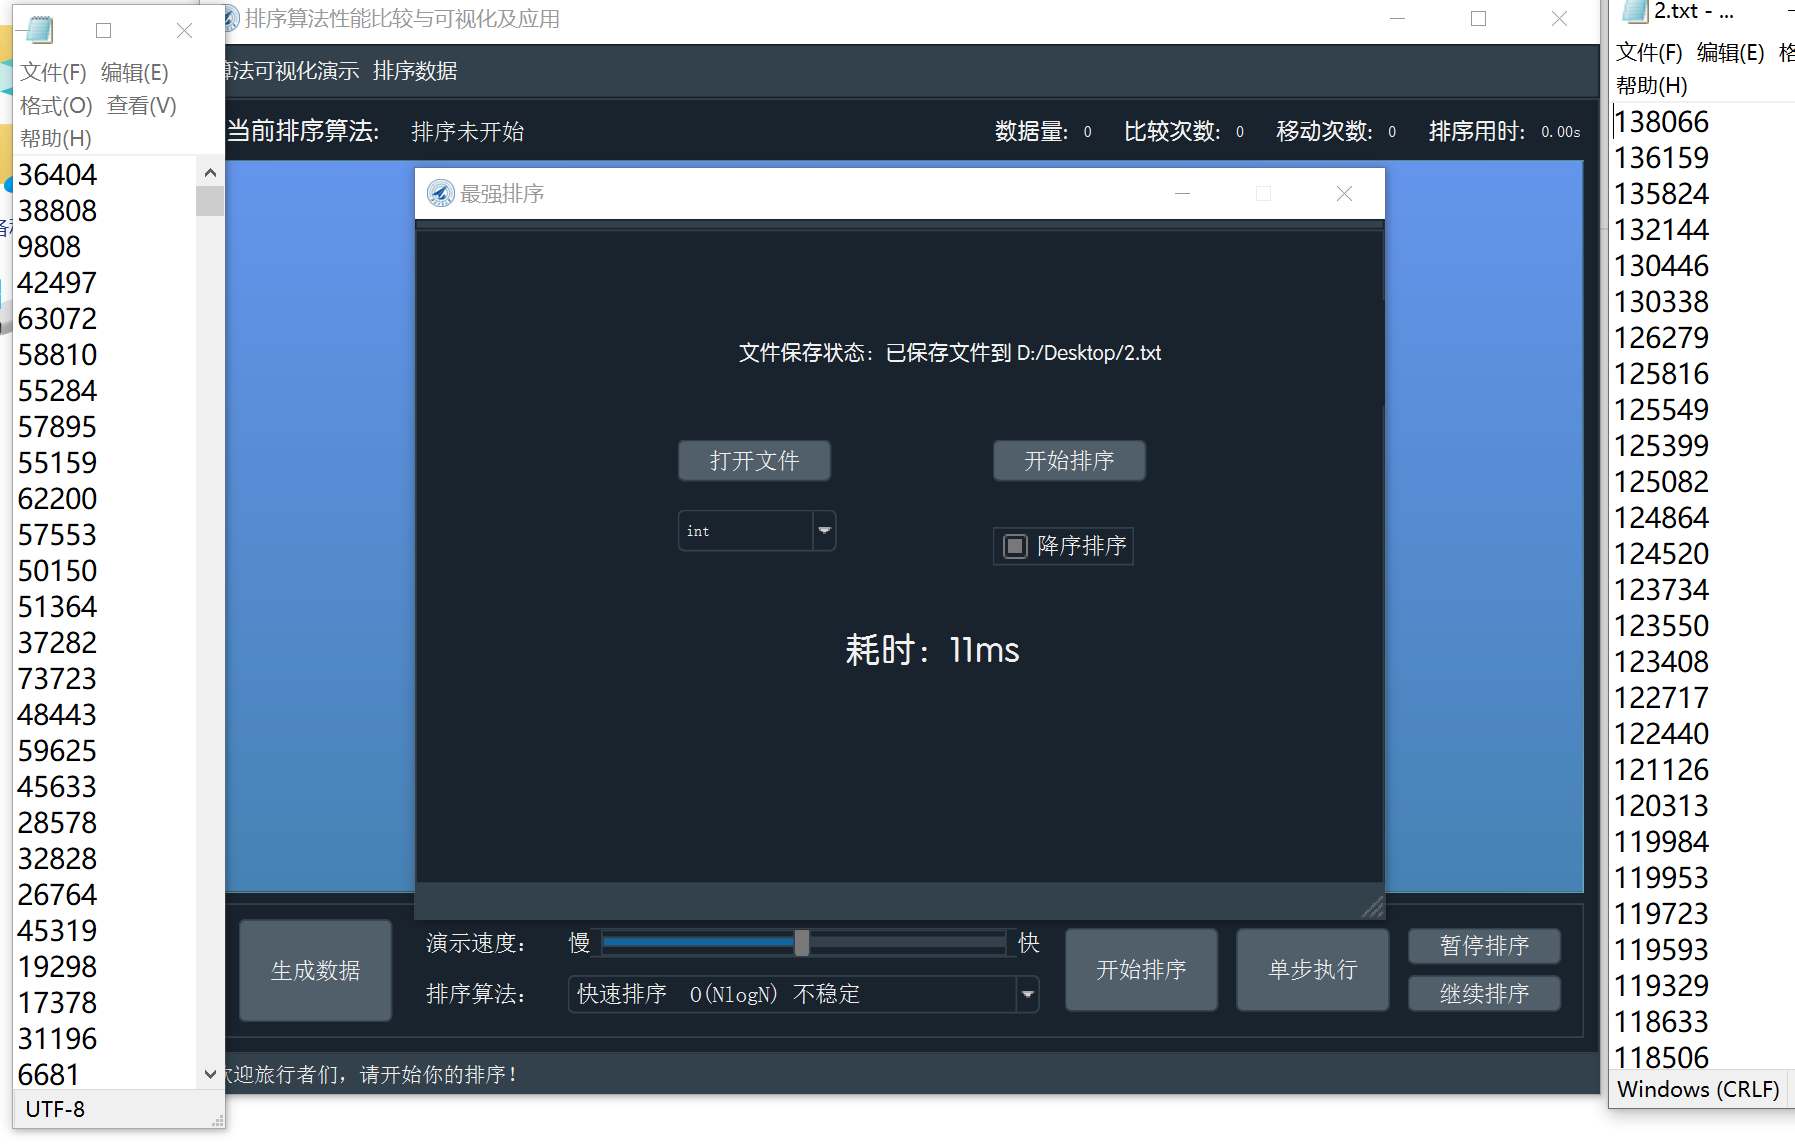 文件(F) 编辑(E)
格式(O) 查看(V)
帮助(H)
36404
38808
9808
42497
63072
58810
55284
57895
55159
62200
57553
50150
51364
37282
73723
48443
59625
45633
28578
32828
26764
45319
19298
17378
31196
6681
UTF-8
排序算法性能比较与可视化及应用
算法可视化演示 排序数据
当前排序算法: 排序未开始 数据量: 0 比较次数: 0 移动次数: 0 排序用时: 0.00s
最强排序
文件保存状态：已保存文件到 D:/Desktop/2.txt
打开文件 开始排序
int
降序排序
耗时：11ms
生成数据
演示速度： 慢 快
排序算法： 快速排序 O(NlogN) 不稳定
开始排序 单步执行
暂停排序
继续排序
欢迎旅行者们，请开始你的排序！
2.txt - ...
文件(F) 编辑(E) 格
帮助(H)
138066
136159
135824
132144
130446
130338
126279
125816
125549
125399
125082
124864
124520
123734
123550
123408
122717
122440
121126
120313
119984
119953
119723
119593
119329
118633
118506
Windows (CRLF)